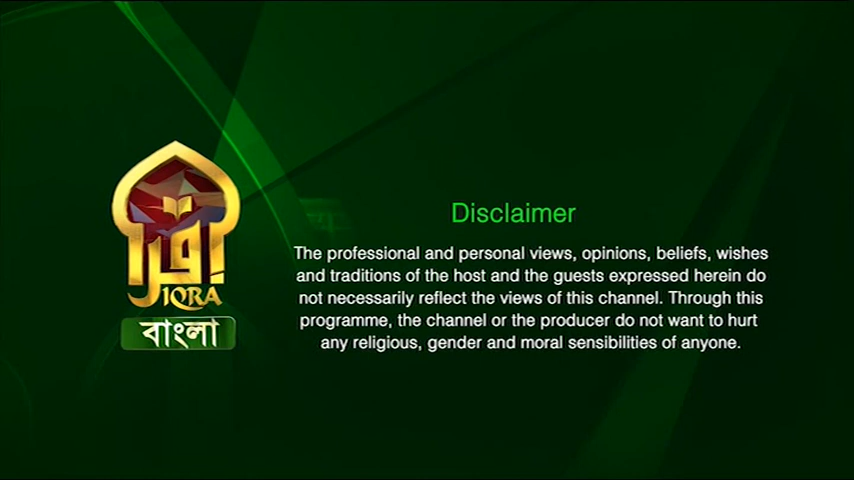 Disclaimer
The professional and personal views, opinions, beliefs, wishes
and traditions of the host and the guests expressed herein do
not necessarily reflect the views of this channel. Through this
programme, the channel or the producer do not want to hurt
any religious, gender and moral sensibilities of anyone.
اقرأ
IQRA
বাংলা